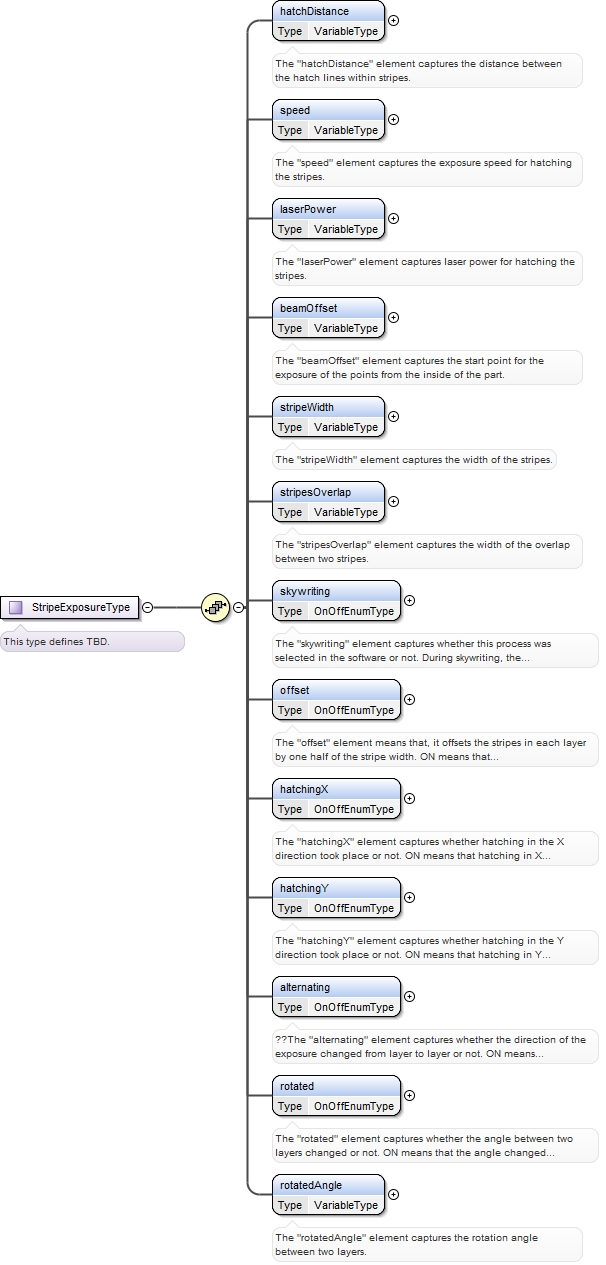 hatchDistance
Type VariableType
The "hatchDistance" element captures the distance between
the hatch lines within stripes.
speed
Type VariableType
The "speed" element captures the exposure speed for hatching
the stripes.
laserPower
Type VariableType
The "laserPower" element captures laser power for hatching the
stripes.
beamOffset
Type VariableType
The "beamOffset" element captures the start point for the
exposure of the points from the inside of the part.
stripeWidth
Type VariableType
The "stripeWidth" element captures the width of the stripes.
stripesOverlap
Type VariableType
The "stripesOverlap" element captures the width of the overlap
between two stripes.
StripeExposureType
This type defines TBD.
skywriting
Type OnOffEnumType
The "skywriting" element captures whether this process was
selected in the software or not. During skywriting, the...
offset
Type OnOffEnumType
The "offset" element means that, it offsets the stripes in each layer
by one half of the stripe width. ON means that...
hatchingX
Type OnOffEnumType
The "hatchingX" element captures whether hatching in the X
direction took place or not. ON means that hatching in X...
hatchingY
Type OnOffEnumType
The "hatchingY" element captures whether hatching in the Y
direction took place or not. ON means that hatching in Y...
alternating
Type OnOffEnumType
??The "alternating" element captures whether the direction of the
exposure changed from layer to layer or not. ON means...
rotated
Type OnOffEnumType
The "rotated" element captures whether the angle between two
layers changed or not. ON means that the angle changed...
rotatedAngle
Type VariableType
The "rotatedAngle" element captures the rotation angle
between two layers.